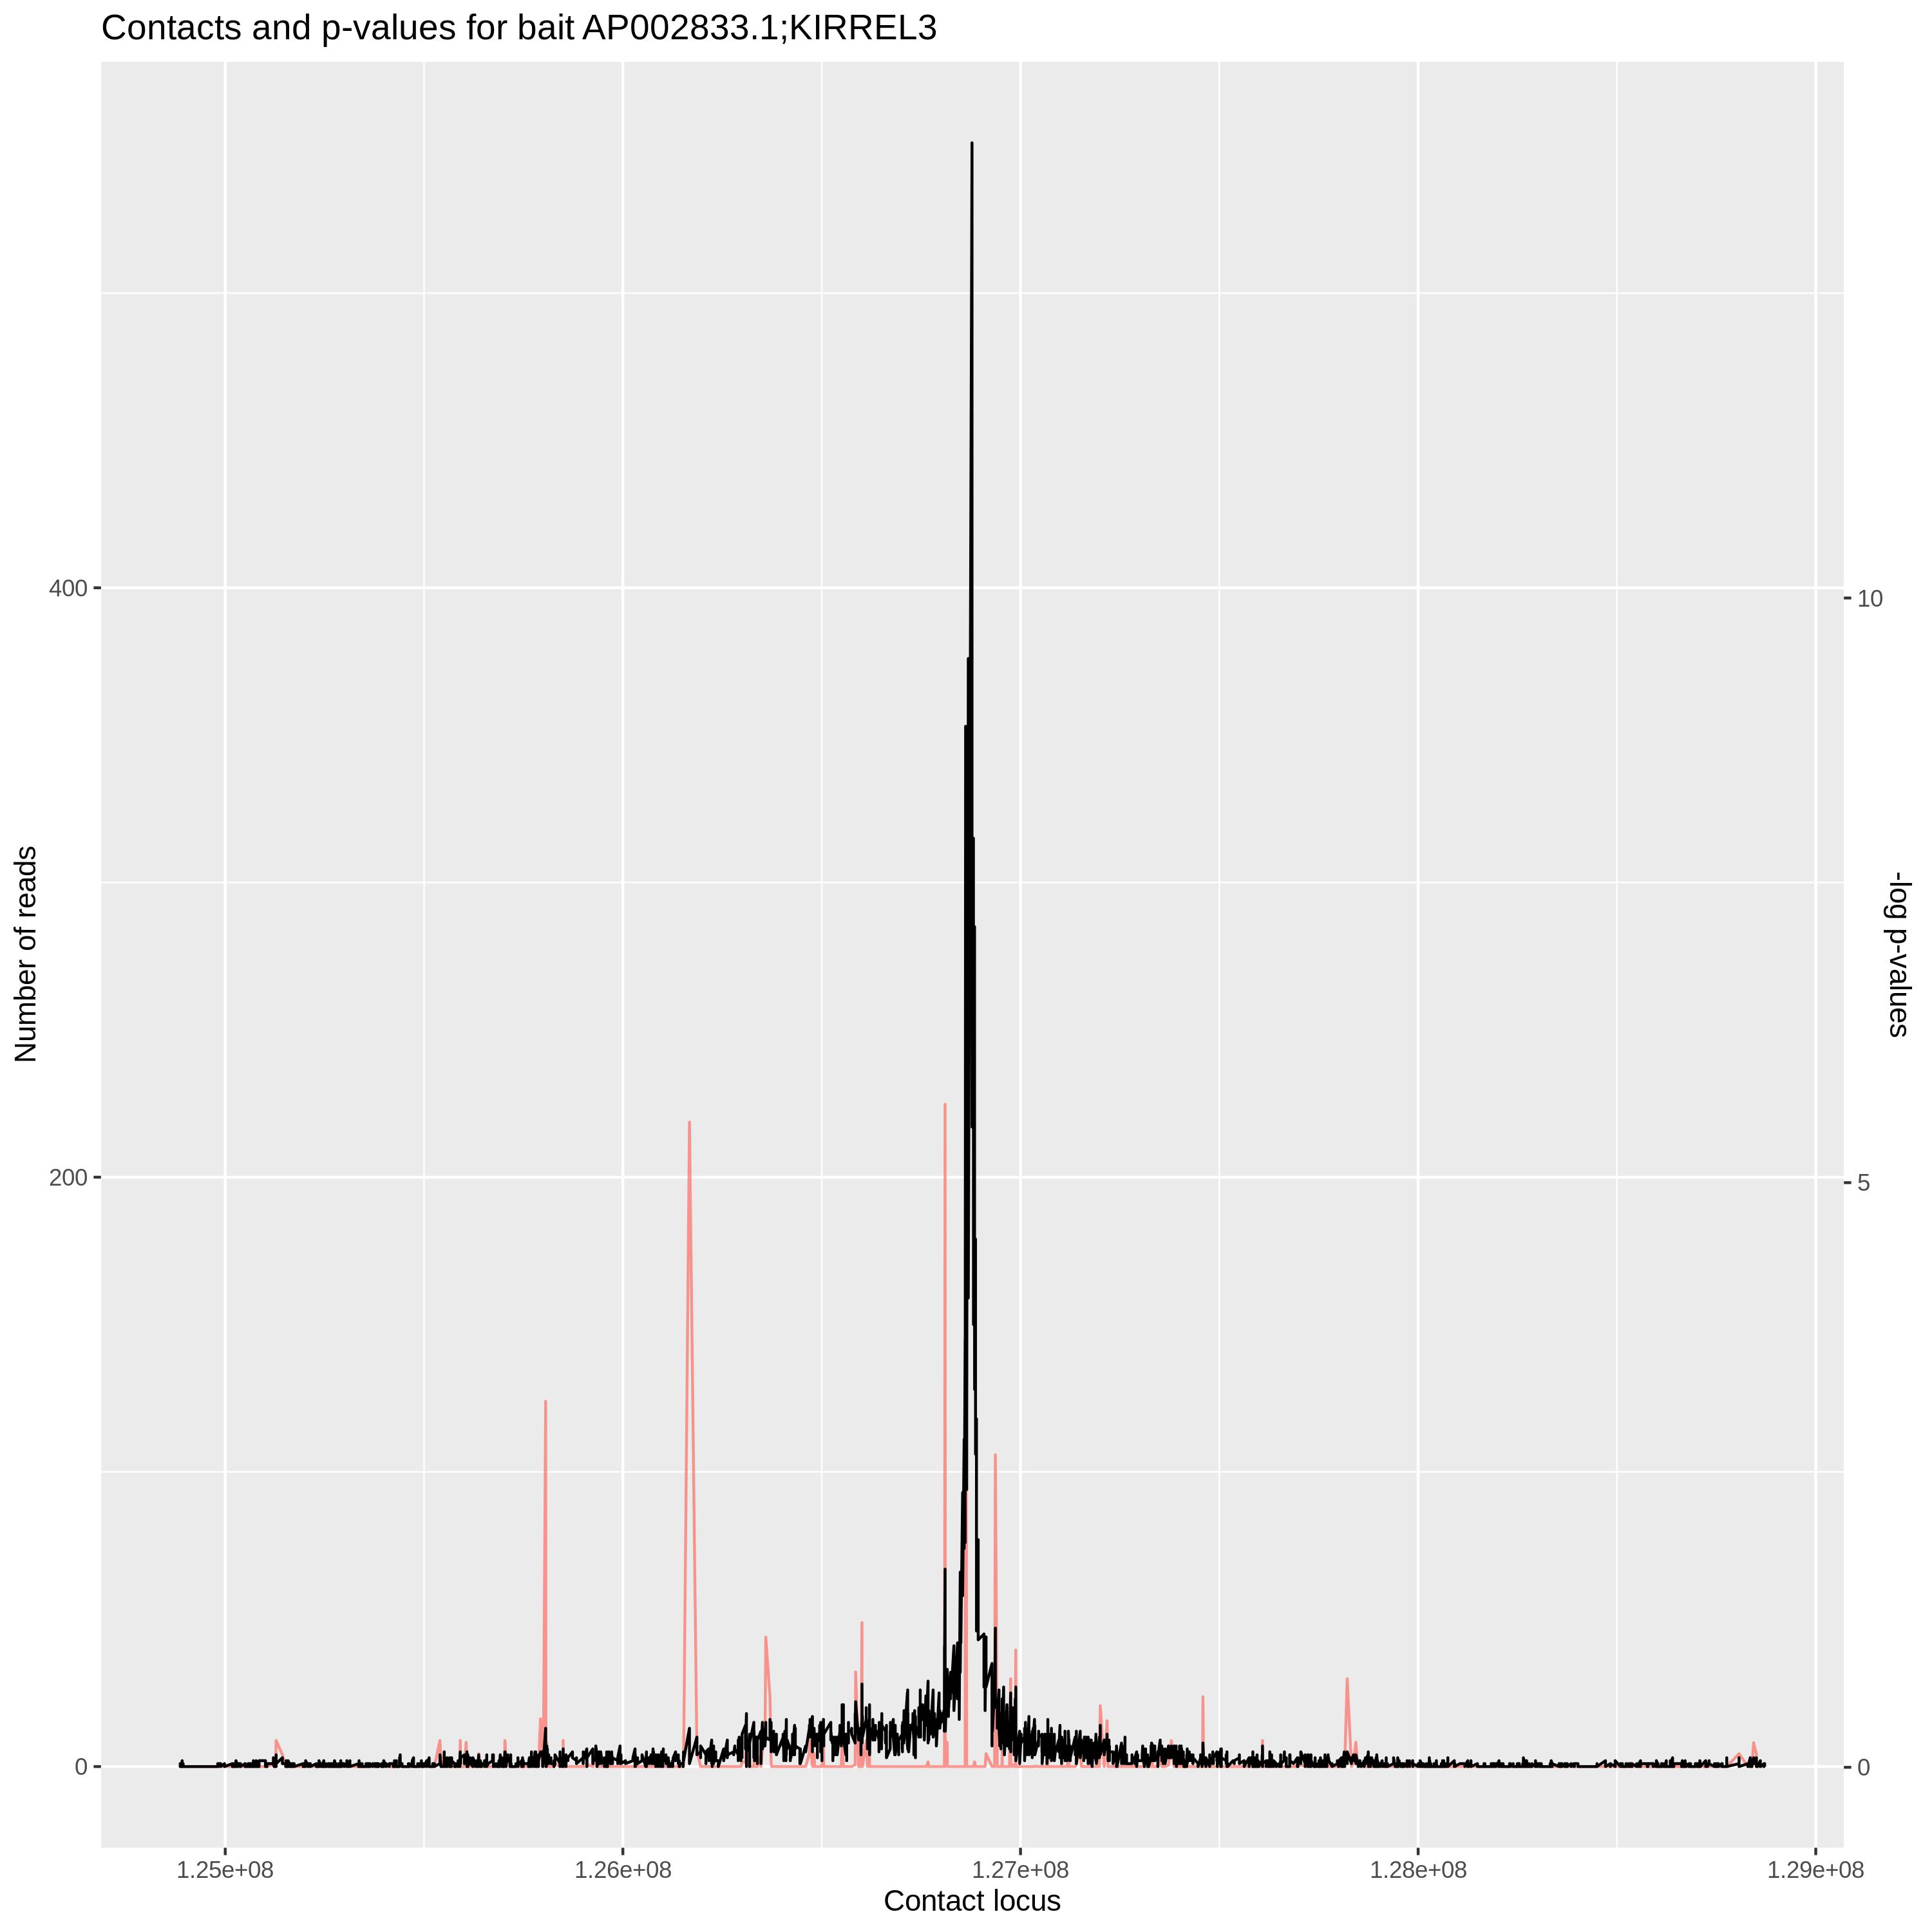 Contacts and p-values for bait AP002833.1;KIRREL3
Number of reads
400
200
0
10
5
0
-log p-values
1.25e+08 1.26e+08 1.27e+08 1.28e+08 1.29e+08
Contact locus